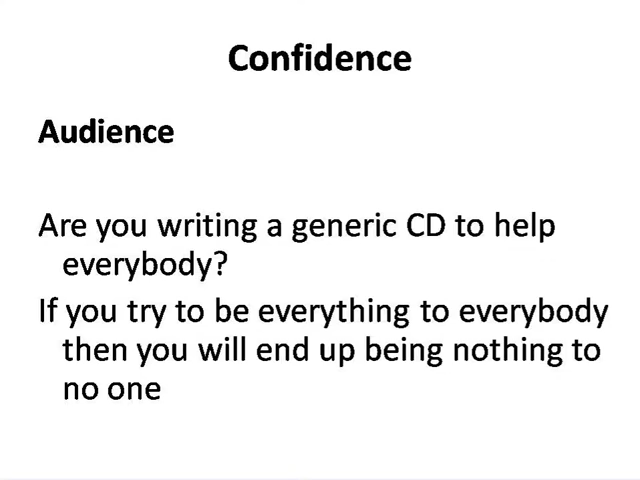 Confidence
Audience
Are you writing a generic CD to help
everybody?
If you try to be everything to everybody
then you will end up being nothing to
no one